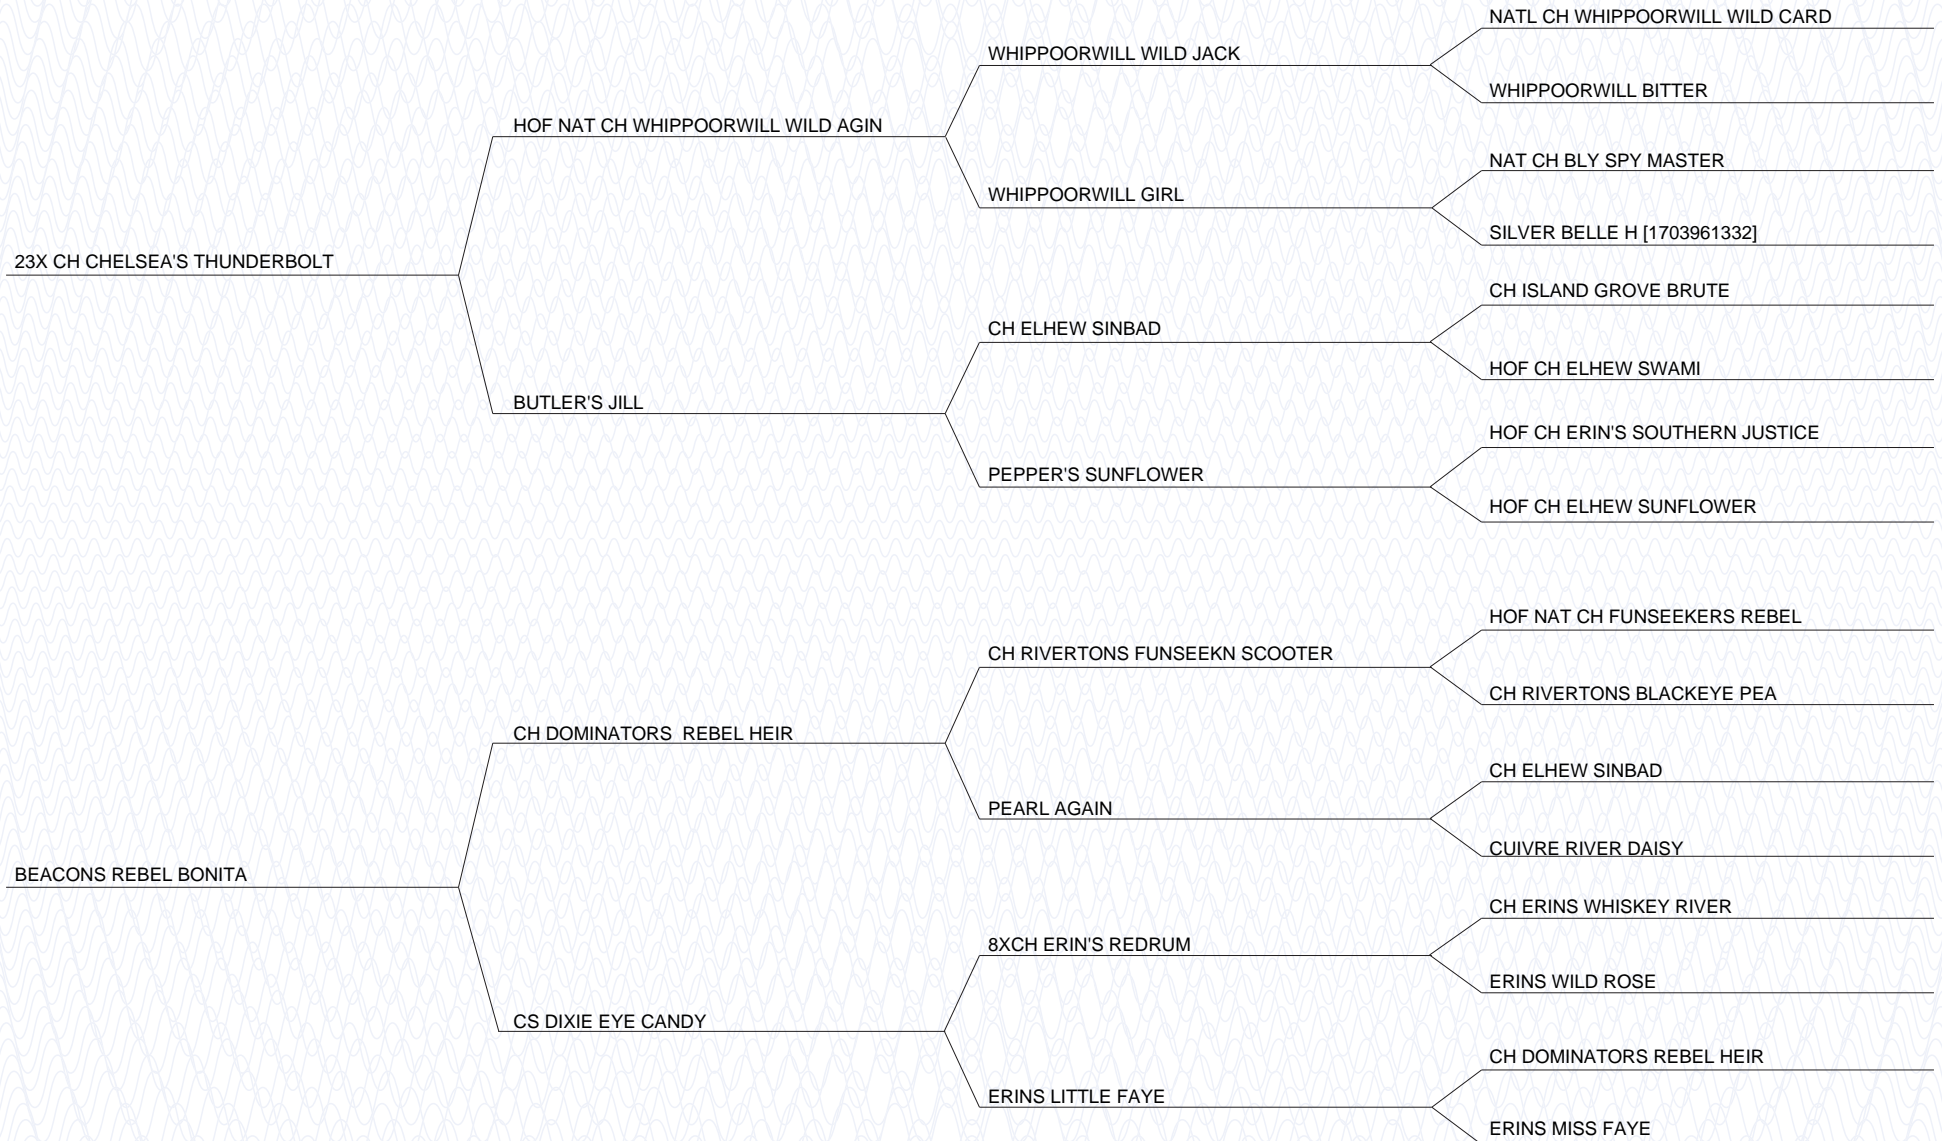 NATL CH WHIPPOORWILL WILD CARD
WHIPPOORWILL WILD JACK
WHIPPOORWILL BITTER
HOF NAT CH WHIPPOORWILL WILD AGIN
NAT CH BLY SPY MASTER
WHIPPOORWILL GIRL
SILVER BELLE H [1703961332]
23X CH CHELSEA'S THUNDERBOLT
CH ISLAND GROVE BRUTE
CH ELHEW SINBAD
HOF CH ELHEW SWAMI
BUTLER'S JILL
HOF CH ERIN'S SOUTHERN JUSTICE
PEPPER'S SUNFLOWER
HOF CH ELHEW SUNFLOWER
HOF NAT CH FUNSEEKERS REBEL
CH RIVERTONS FUNSEEKN SCOOTER
CH RIVERTONS BLACKEYE PEA
CH DOMINATORS  REBEL HEIR
CH ELHEW SINBAD
PEARL AGAIN
CUIVRE RIVER DAISY
BEACONS REBEL BONITA
CH ERINS WHISKEY RIVER
8XCH ERIN'S REDRUM
ERINS WILD ROSE
CS DIXIE EYE CANDY
CH DOMINATORS REBEL HEIR
ERINS LITTLE FAYE
ERINS MISS FAYE